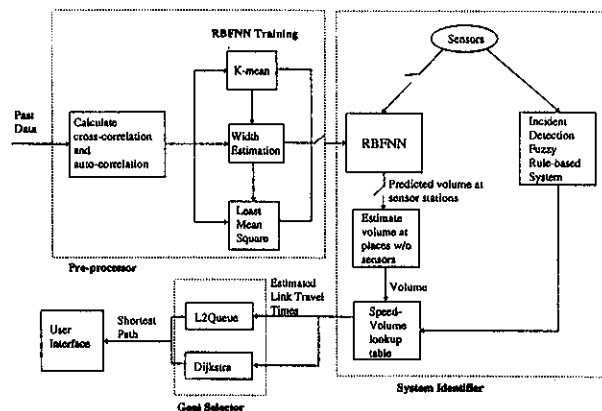 RBFNN Training
Sensors
K-mean
Past
Data
Calculate
cross-correlation
and
auto-correlation
Width
Estimation
RBFNN
Incident
Detection
Fuzzy
Rule-based
System
Predicted volume at
sensor stations
Least
Mean
Square
Estimate
volume at
places w/o
sensors
Pre-processor
Volume
Estimated
Link Travel
Times
User
Interface
Shortest
Path
L2Queue
Dijkstra
Speed-
Volume
lookup
table
System Identifier
Goal Selector